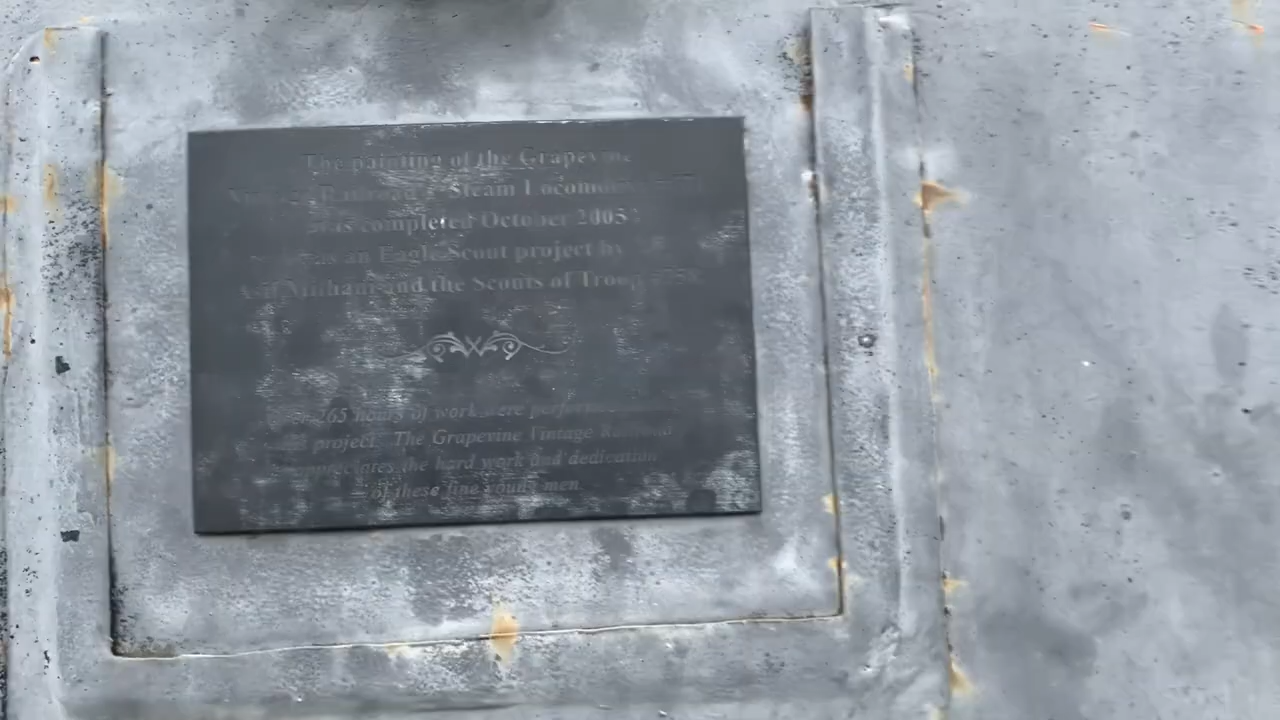 The painting of the Grapevine
Steam Locomotive
was completed October 2005
as an Eagle Scout project by
and the Scouts of Troop
265 hours of work were
project. The Grapevine Vintage Railroad
appreciates the hard work and dedication
of these fine young men